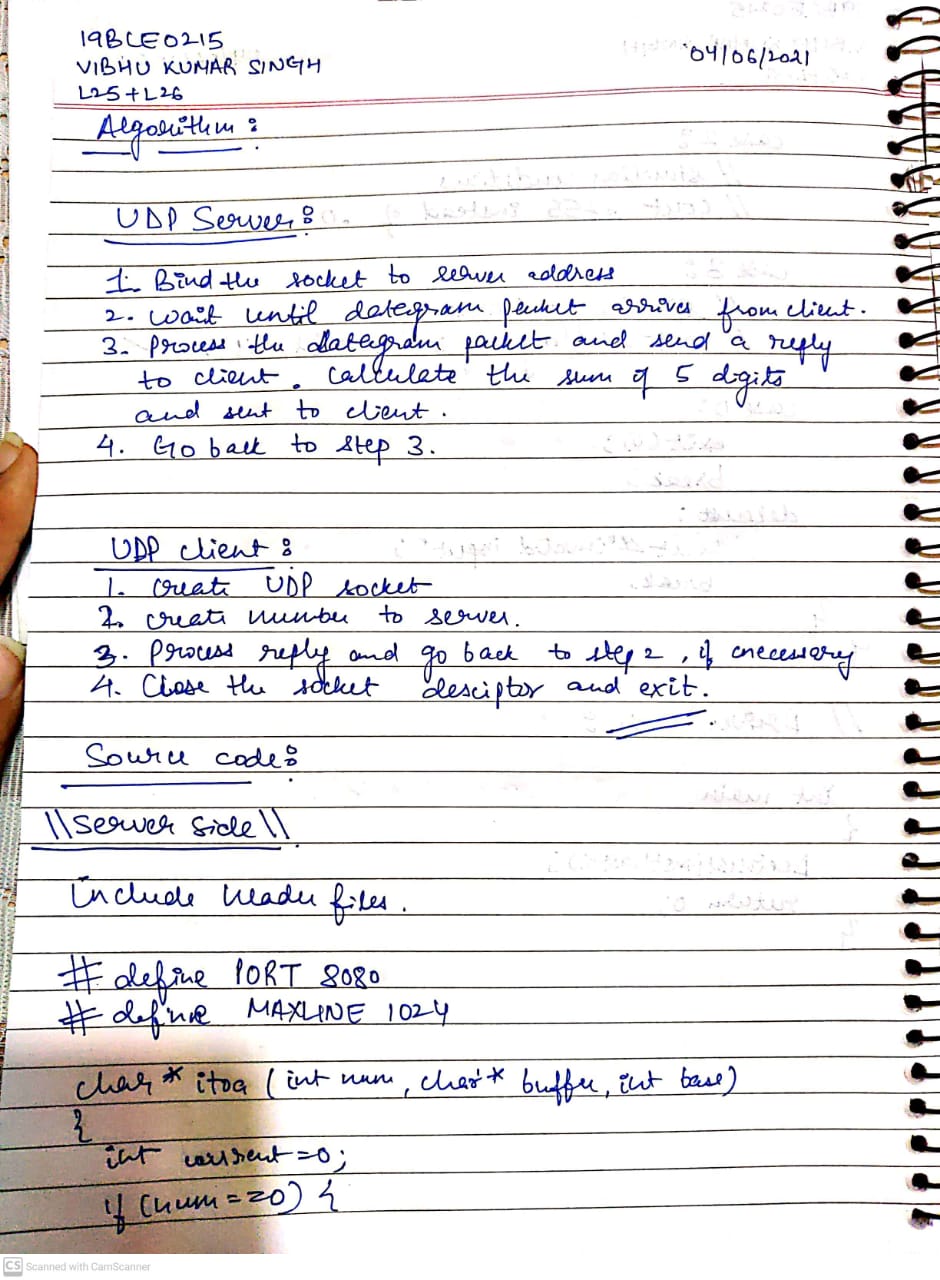 19BCE0215
VIBHU KUMAR SINGH
L25+L26
04/06/2021
Algorithm :
UDP Server :
1. Bind the socket to server address
2. wait until datagram packet arrives from client.
3. Process the datagram packet and send a reply
to client. Calculate the sum of 5 digits
and sent to client.
4. Go back to step 3.
UDP client :
1. create UDP socket
2. create number to server.
3. Process reply and go back to step 2, if necessary
4. Close the socket desciptor and exit.
Source code :
\\ Server Side \\
Include header files.
# define PORT 8080
# define MAXLINE 1024
char * itoa ( int num, char * buffer, int base)
{
int current = 0;
if (num == 0) {
CS Scanned with CamScanner